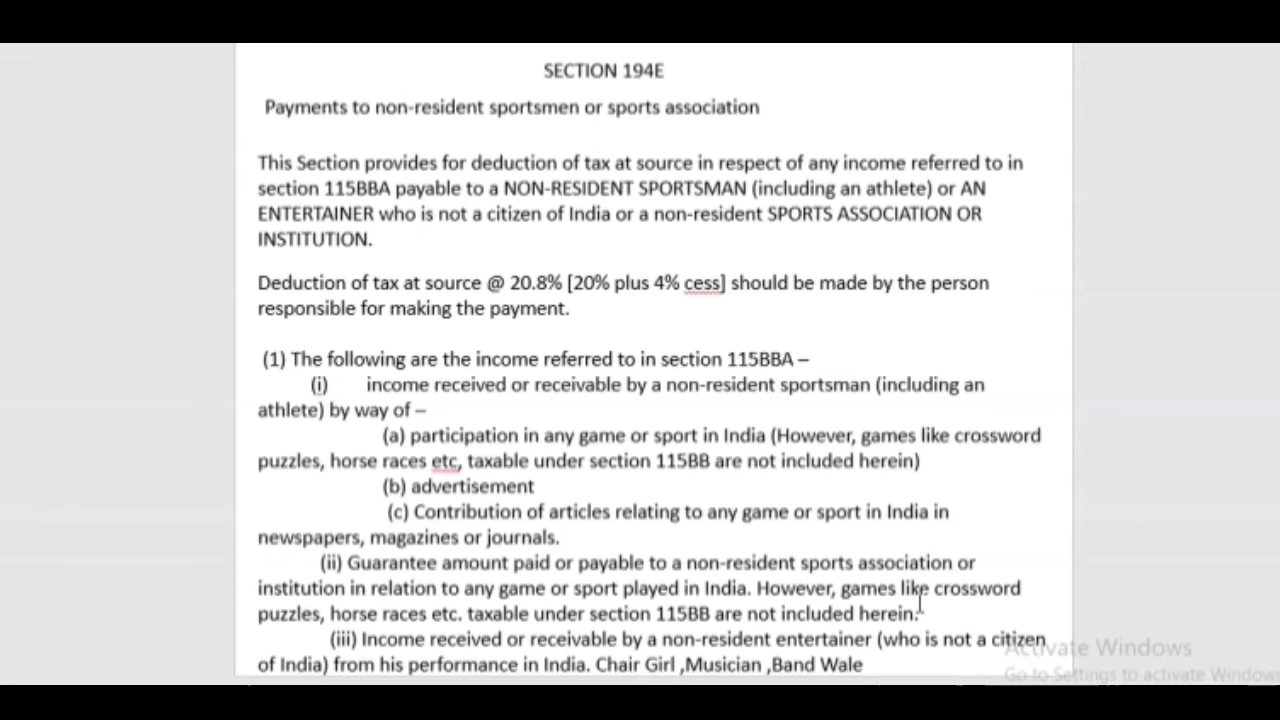 SECTION 194E
Payments to non-resident sportsmen or sports association
This Section provides for deduction of tax at source in respect of any income referred to in
section 115BBA payable to a NON-RESIDENT SPORTSMAN (including an athlete) or AN
ENTERTAINER who is not a citizen of India or a non-resident SPORTS ASSOCIATION OR
INSTITUTION.
Deduction of tax at source @ 20.8% [20% plus 4% cess] should be made by the person
responsible for making the payment.
(1) The following are the income referred to in section 115BBA –
(i) income received or receivable by a non-resident sportsman (including an
athlete) by way of –
(a) participation in any game or sport in India (However, games like crossword
puzzles, horse races etc, taxable under section 115BB are not included herein)
(b) advertisement
(c) Contribution of articles relating to any game or sport in India in
newspapers, magazines or journals.
(ii) Guarantee amount paid or payable to a non-resident sports association or
institution in relation to any game or sport played in India. However, games like crossword
puzzles, horse races etc. taxable under section 115BB are not included herein.
(iii) Income received or receivable by a non-resident entertainer (who is not a citizen
of India) from his performance in India. Chair Girl ,Musician ,Band Wale
Activate Windows
Go to Settings to activate Windows